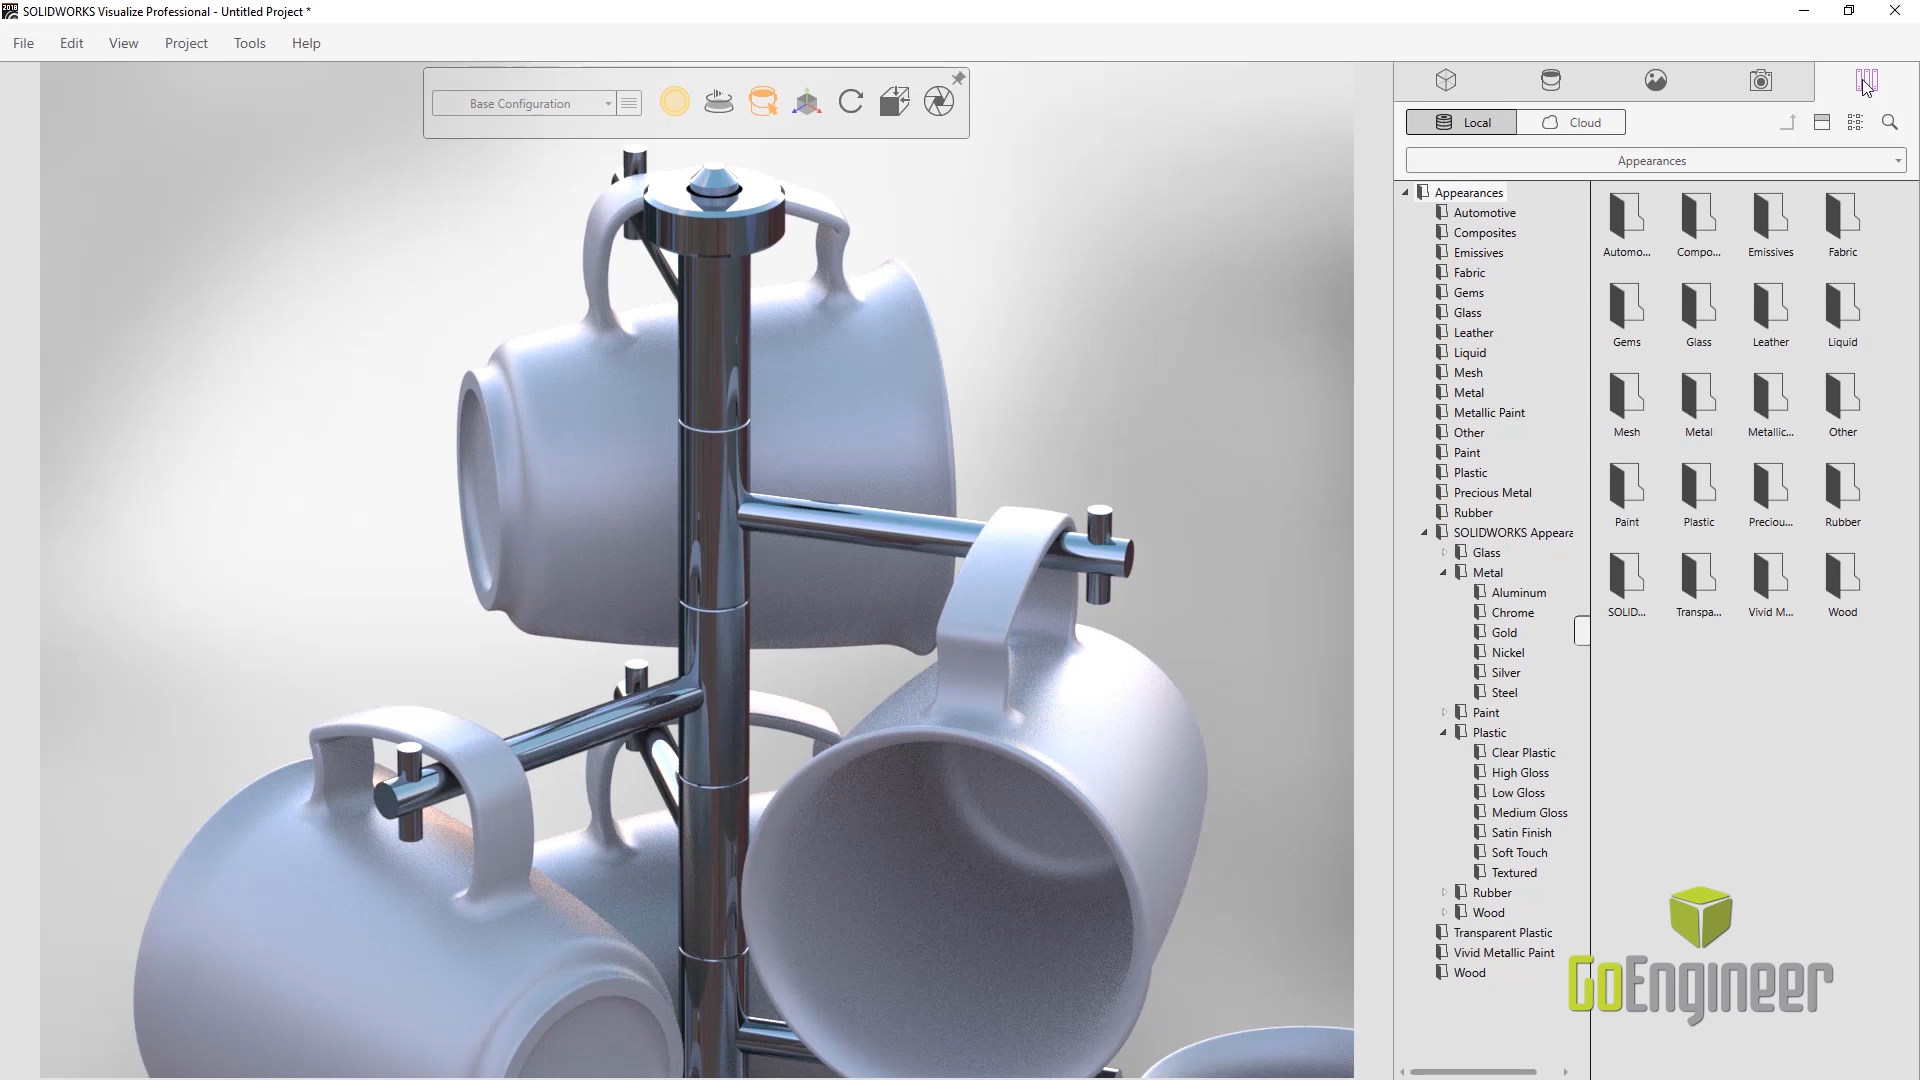 2018
SOLIDWORKS Visualize Professional - Untitled Project *
File Edit View Project Tools Help
Base Configuration
Local Cloud
Appearances
Appearances
Automotive
Composites
Emissives
Fabric
Gems
Glass
Leather
Liquid
Mesh
Metal
Metallic Paint
Other
Paint
Plastic
Precious Metal
Rubber
SOLIDWORKS Appeara
Glass
Metal
Aluminum
Chrome
Gold
Nickel
Silver
Steel
Paint
Plastic
Clear Plastic
High Gloss
Low Gloss
Medium Gloss
Satin Finish
Soft Touch
Textured
Rubber
Wood
Transparent Plastic
Vivid Metallic Paint
Wood
Automo... Compo... Emissives Fabric
Gems Glass Leather Liquid
Mesh Metal Metallic... Other
Paint Plastic Preciou... Rubber
SOLID... Transpa... Vivid M... Wood
GoEngineer